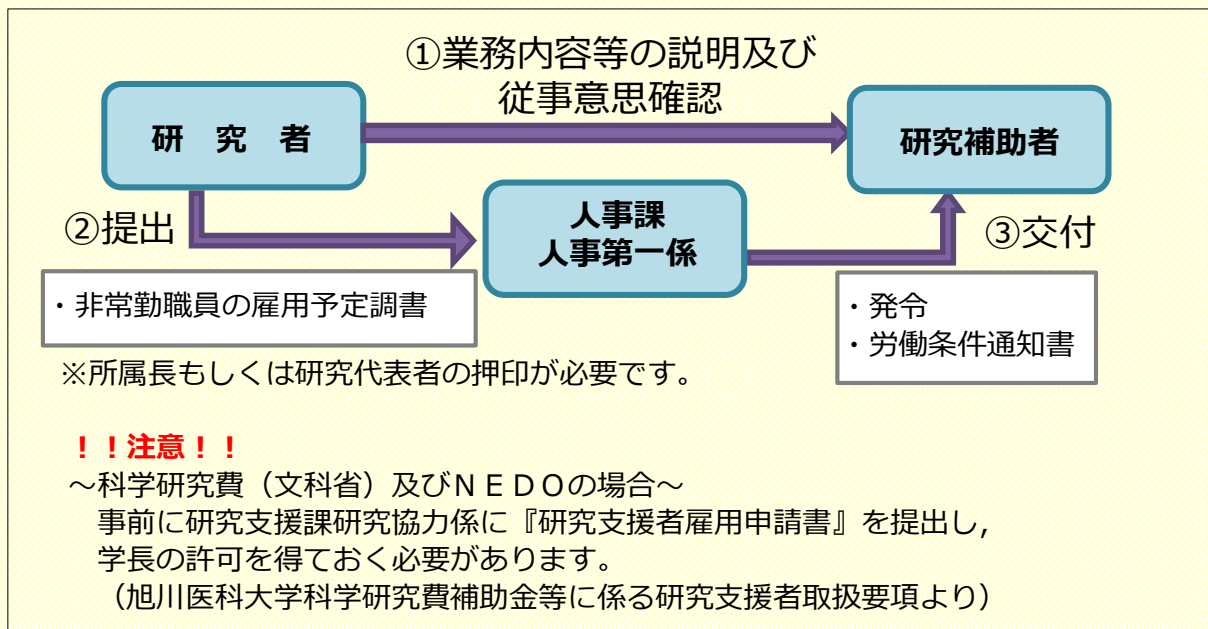 ①業務内容等の説明及び
従事意思確認
研　究　者
研究補助者
②提出
人事課
人事第一係
③交付
・非常勤職員の雇用予定調書
・発令
・労働条件通知書
※所属長もしくは研究代表者の押印が必要です。
！！注意！！
～科学研究費（文科省）及びＮＥＤＯの場合～
事前に研究支援課研究協力係に『研究支援者雇用申請書』を提出し，
学長の許可を得ておく必要があります。
（旭川医科大学科学研究費補助金等に係る研究支援者取扱要項より）